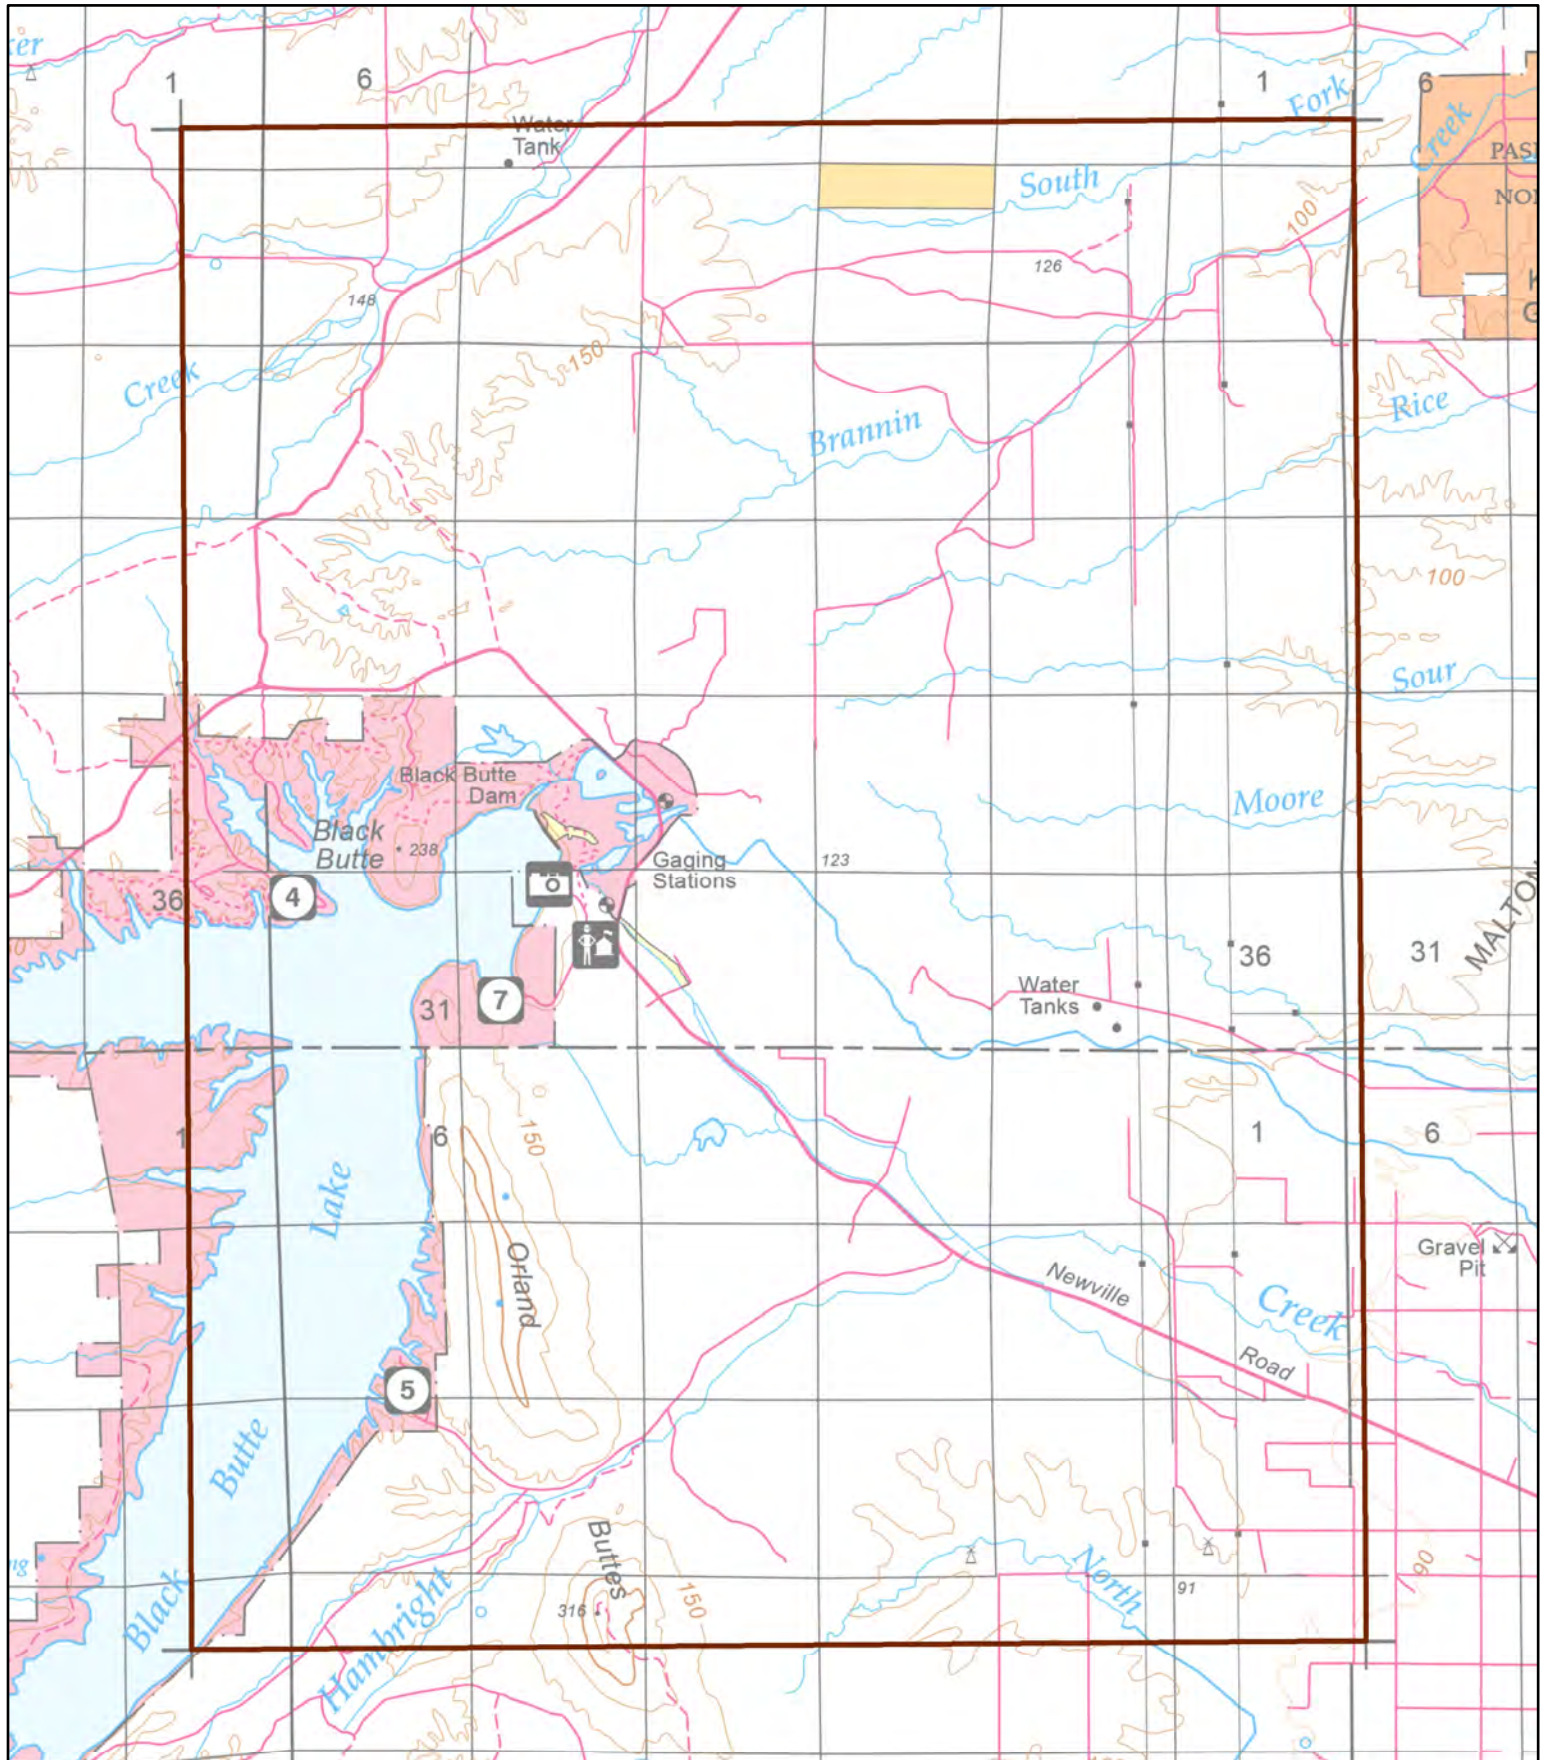 1
6
1
6
Fork
Water
Tank
Creek
PAS
NO
South
100
126
148
K
G
150
Creek
Rice
Brannin
100
Sour
Black Butte
Dam
Moore
Black
Butte
238
Gaging
Stations
123
MALTON
36
4
36
31
31
7
Water
Tanks
1
6
150
1
6
Lake
Orland
Gravel
Pit
Newville
Creek
Road
5
Butte
Buttes
North
90
ng
91
316
150
Black
Hambright